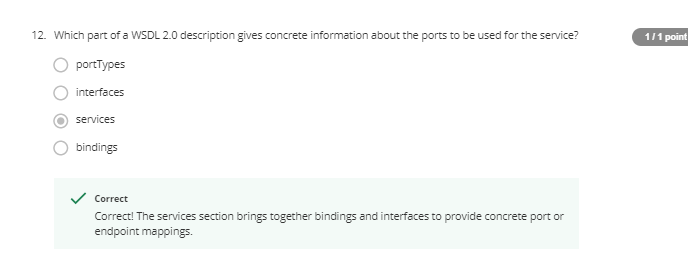 12. Which part of a WSDL 2.0 description gives concrete information about the ports to be used for the service?
1 / 1 point
portTypes
interfaces
services
bindings
Correct
Correct! The services section brings together bindings and interfaces to provide concrete port or
endpoint mappings.